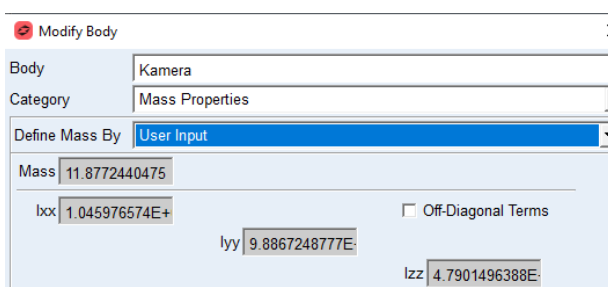 Modify Body
Body Kamera
Category Mass Properties
Define Mass By User Input
Mass 11.8772440475
Ixx 1.045976574E+ Off-Diagonal Terms
Iyy 9.8867248777E-
Izz 4.7901496388E-